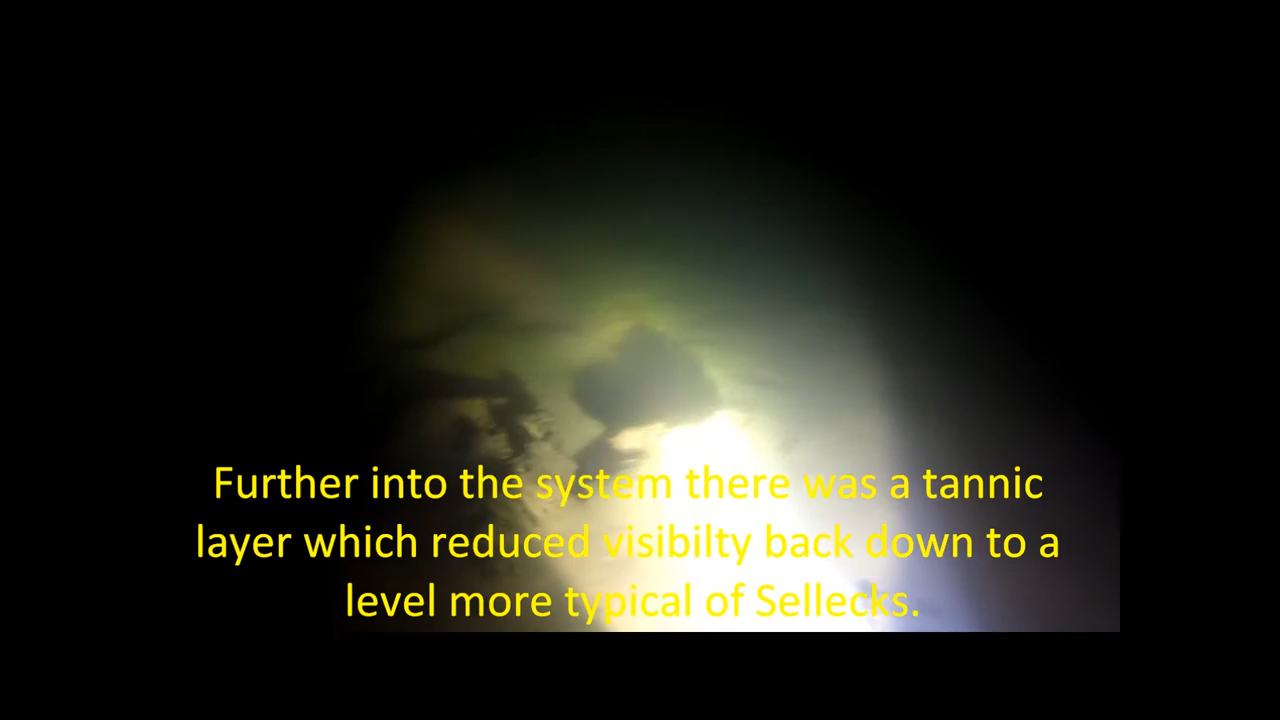 Further into the system there was a tannic
layer which reduced visibilty back down to a
level more typical of Sellecks.